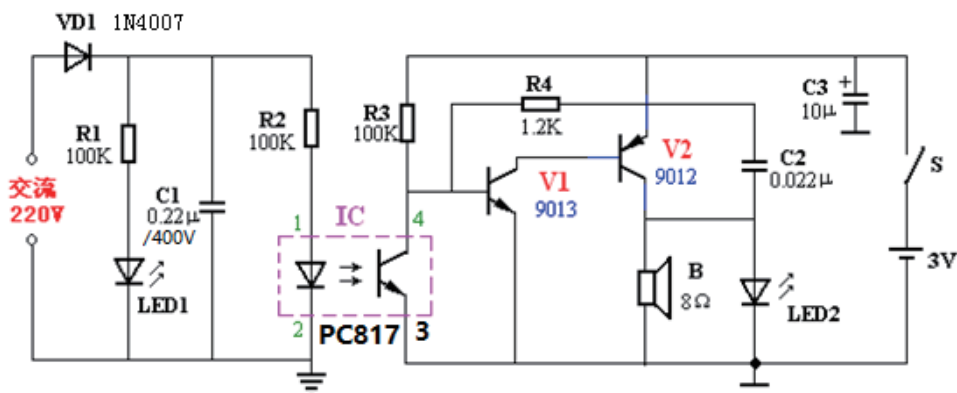 VD1 1N4007
R1
100K
交流
220V
C1
0.22μ
/400V
LED1
R2
100K
IC
1
2
4
3
PC817
R3
100K
R4
1.2K
V1
9013
V2
9012
B
8Ω
C2
0.022μ
LED2
C3
+
10μ
S
3V